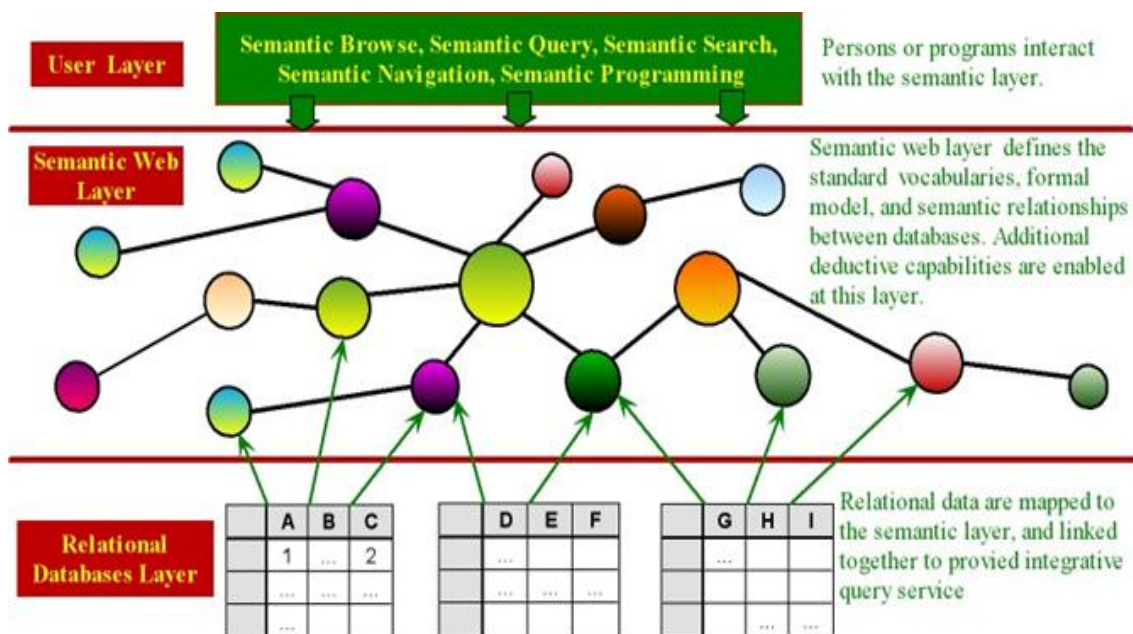 User Layer
Semantic Browse, Semantic Query, Semantic Search,
Semantic Navigation, Semantic Programming
Persons or programs interact
with the semantic layer.
Semantic Web
Layer
Semantic web layer defines the
standard vocabularies, formal
model, and semantic relationships
between databases. Additional
deductive capabilities are enabled
at this layer.
Relational
Databases Layer
A B C
1 ... 2
... ... ...
...
D E F
...
... ... ...
G H I
...
... ...
Relational data are mapped to
the semantic layer, and linked
together to provied integrative
query service